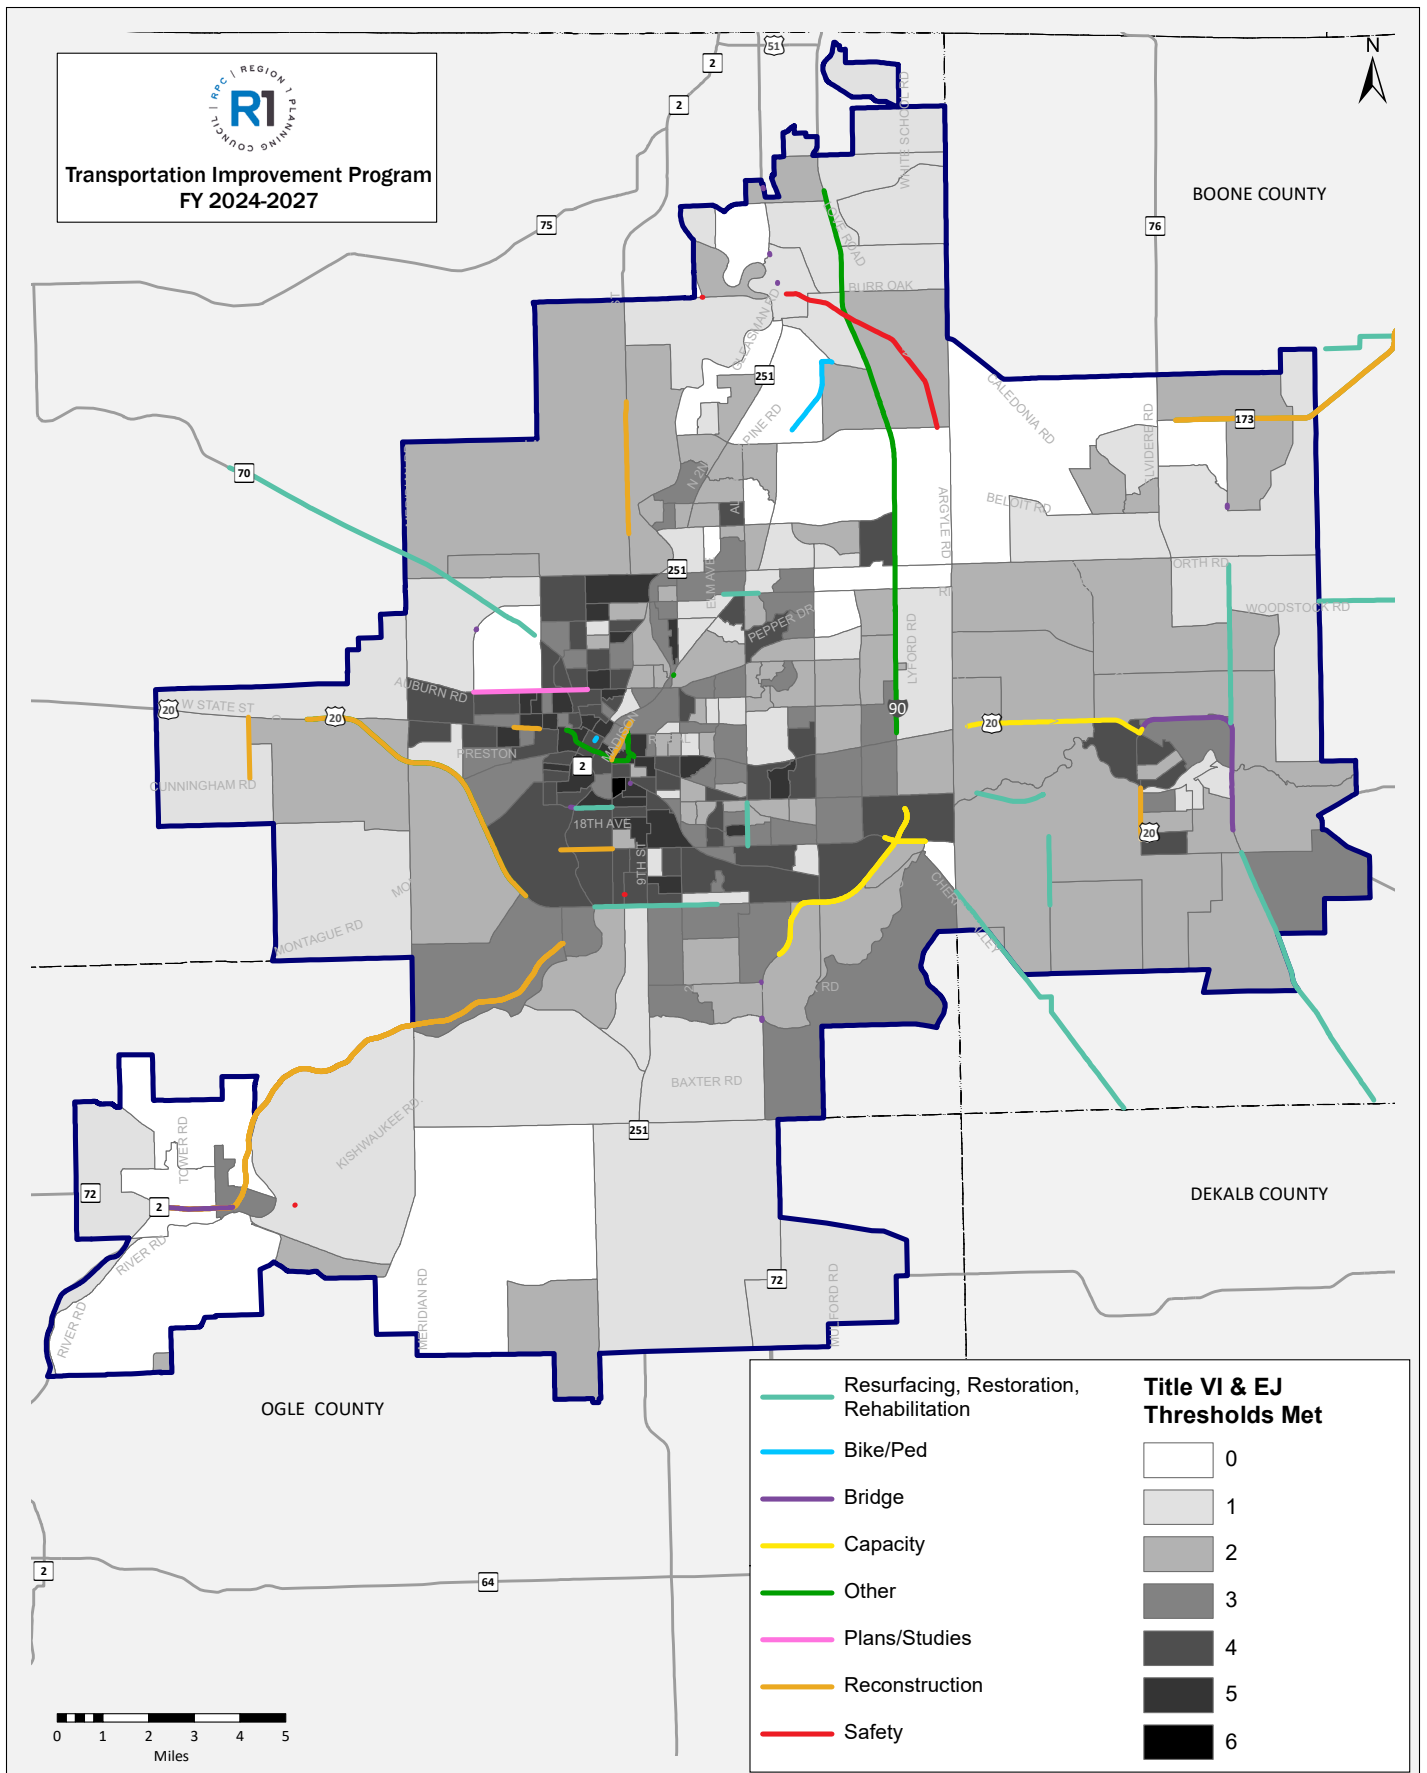 RPC | REGION 1 PLANNING COUNCIL |
R1
Transportation Improvement Program
FY 2024-2027
N
BOONE COUNTY
DEKALB COUNTY
OGLE COUNTY
51
2
2
75
76
WHITE SCHOOL RD
BURR OAK
251
CALEDONIA RD
173
70
BELOIT RD
ARGYLE RD
251
ELM AVE
ORTH RD
WOODSTOCK RD
PEPPER DR
LYFORD RD
AUBURN RD
20
W STATE ST
20
90
20
PRESTON
MADISON
2
CUNNINGHAM RD
18TH AVE
9TH ST
20
MONTAGUE RD
BAXTER RD
KISHWAUKEE RD.
251
TOWER RD
72
2
RIVER RD
RIVER RD
MERIDIAN RD
72
2
64
0 1 2 3 4 5
Miles
Resurfacing, Restoration,
Rehabilitation
Bike/Ped
Bridge
Capacity
Other
Plans/Studies
Reconstruction
Safety
Title VI & EJ
Thresholds Met
0
1
2
3
4
5
6